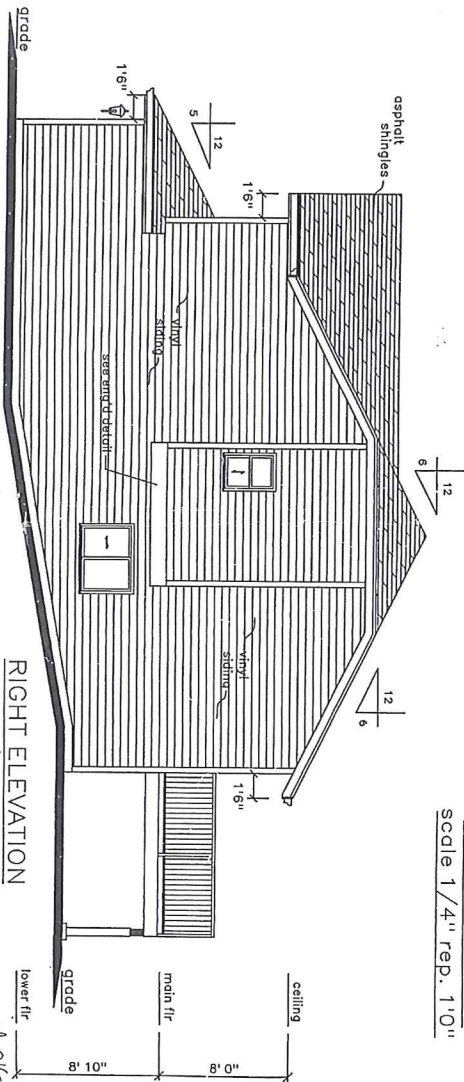 scale 1/4" rep. 1'0"
asphalt
shingles
12
6
12
6
12
5
1'6"
1'6"
1'6"
vinyl
siding
vinyl
siding
see eng'd detail
grade
grade
ceiling
8' 0"
main flr
8' 10"
lower flr
RIGHT ELEVATION